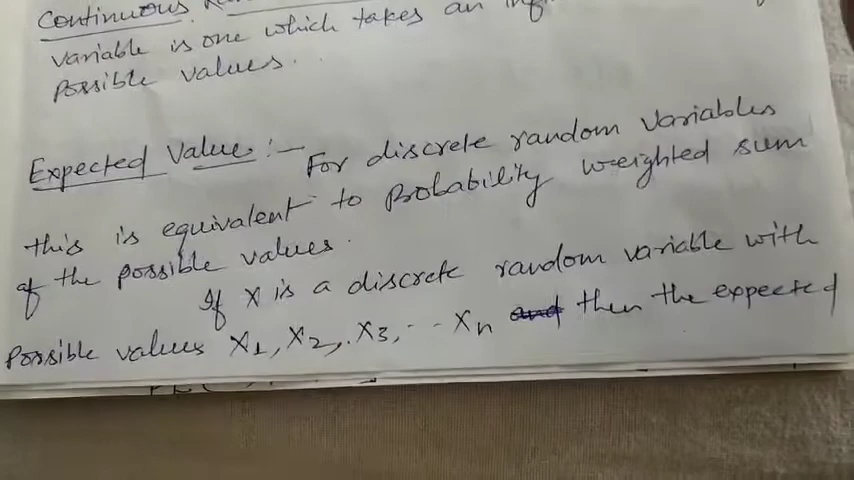 Continuous
variable is one which takes an inf
possible values.
Expected Value :- For discrete random variables
this is equivalent to Probability weighted sum
of the possible values.
If X is a discrete random variable with
possible values X1, X2, X3, -- Xn and then the expected